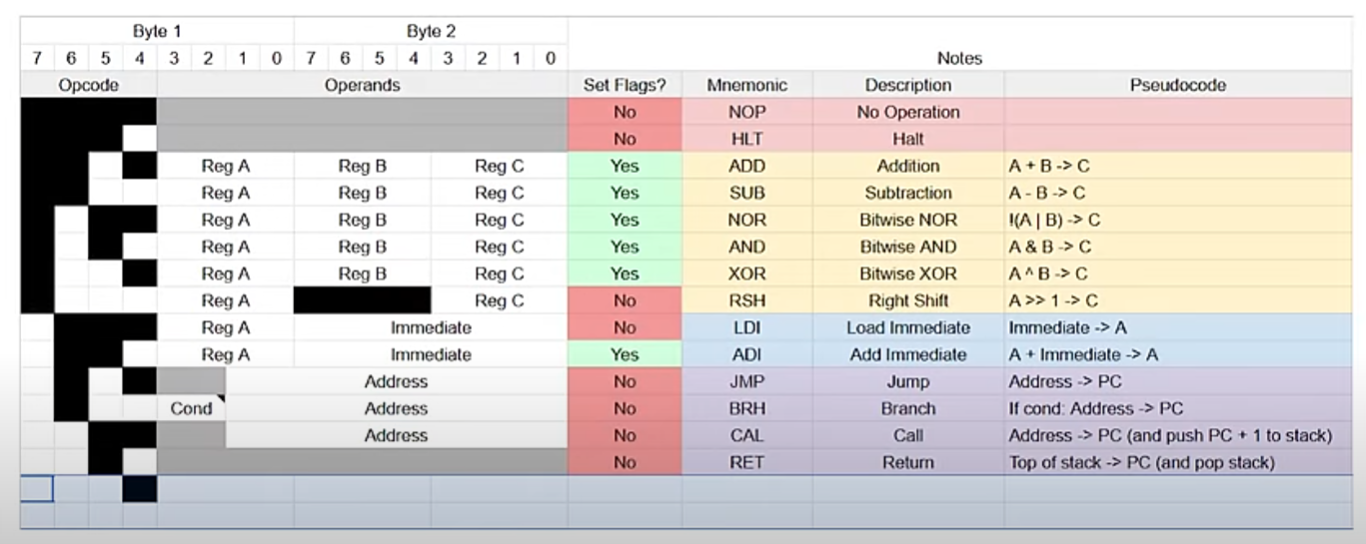 Byte 1 Byte 2
7 6 5 4 3 2 1 0 7 6 5 4 3 2 1 0 Notes
Opcode Operands Set Flags? Mnemonic Description Pseudocode
No NOP No Operation
No HLT Halt
Reg A Reg B Reg C Yes ADD Addition A + B -> C
Reg A Reg B Reg C Yes SUB Subtraction A - B -> C
Reg A Reg B Reg C Yes NOR Bitwise NOR !(A | B) -> C
Reg A Reg B Reg C Yes AND Bitwise AND A & B -> C
Reg A Reg B Reg C Yes XOR Bitwise XOR A ^ B -> C
Reg A Reg C No RSH Right Shift A >> 1 -> C
Reg A Immediate No LDI Load Immediate Immediate -> A
Reg A Immediate Yes ADI Add Immediate A + Immediate -> A
Address No JMP Jump Address -> PC
Cond Address No BRH Branch If cond: Address -> PC
Address No CAL Call Address -> PC (and push PC + 1 to stack)
No RET Return Top of stack -> PC (and pop stack)